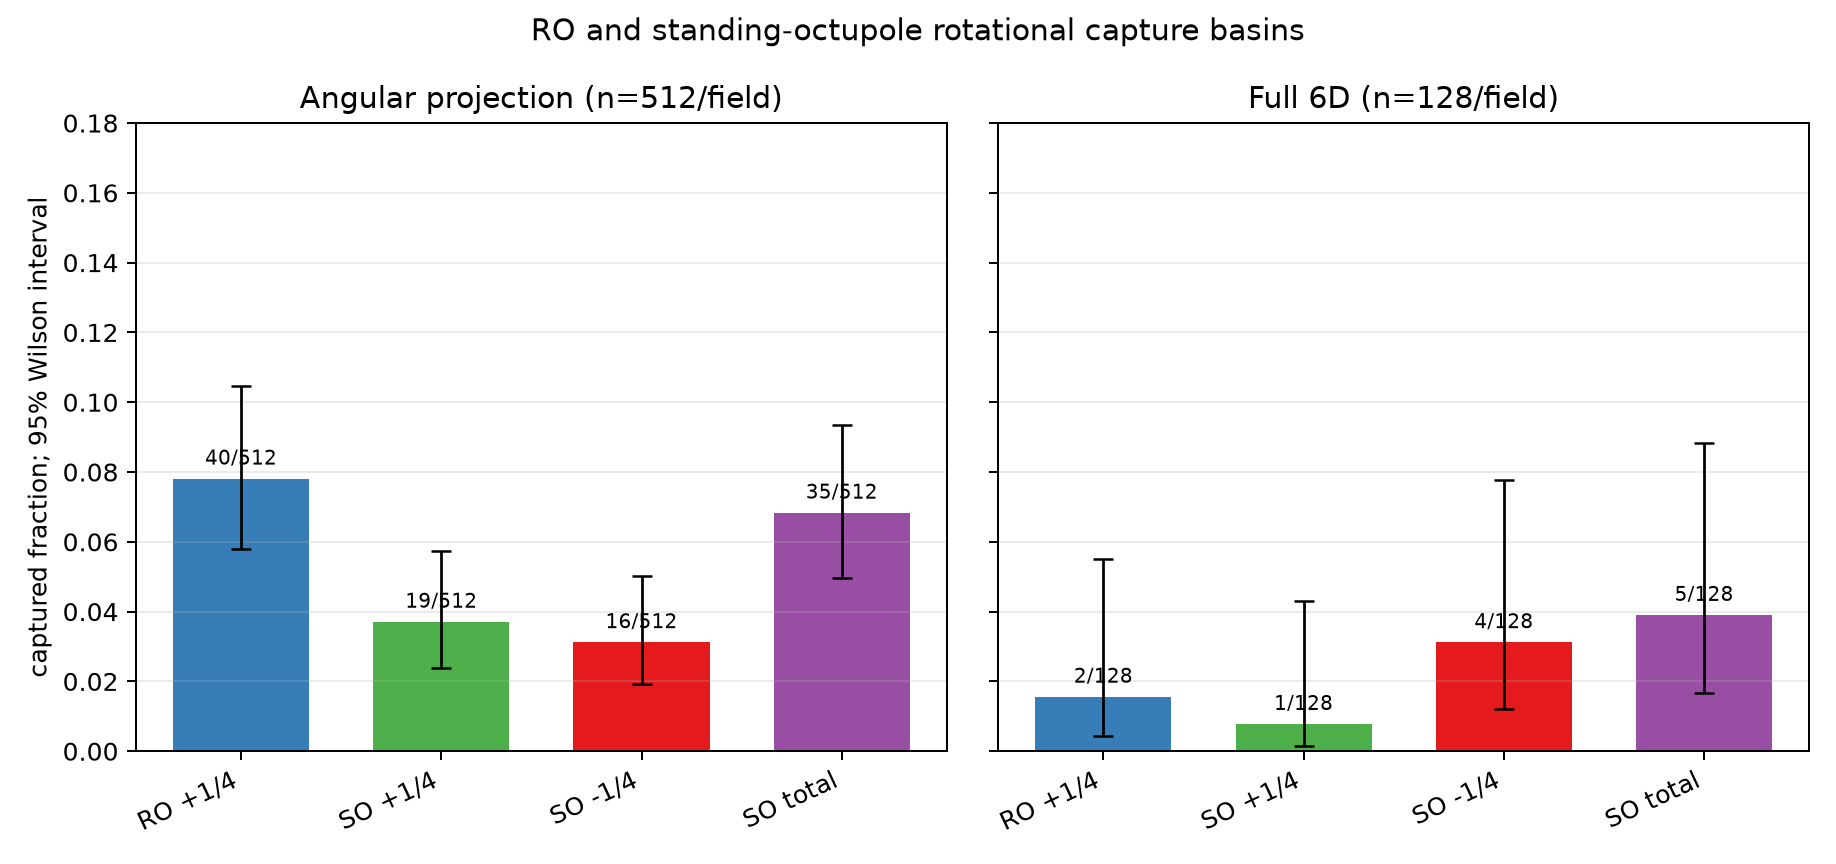 RO and standing-octupole rotational capture basins
Angular projection (n=512/field)
captured fraction; 95% Wilson interval
0.18
0.16
0.14
0.12
0.10
0.08
0.06
0.04
0.02
0.00
40/512
19/512
16/512
35/512
RO +1/4
SO +1/4
SO -1/4
SO total
Full 6D (n=128/field)
2/128
1/128
4/128
5/128
RO +1/4
SO +1/4
SO -1/4
SO total